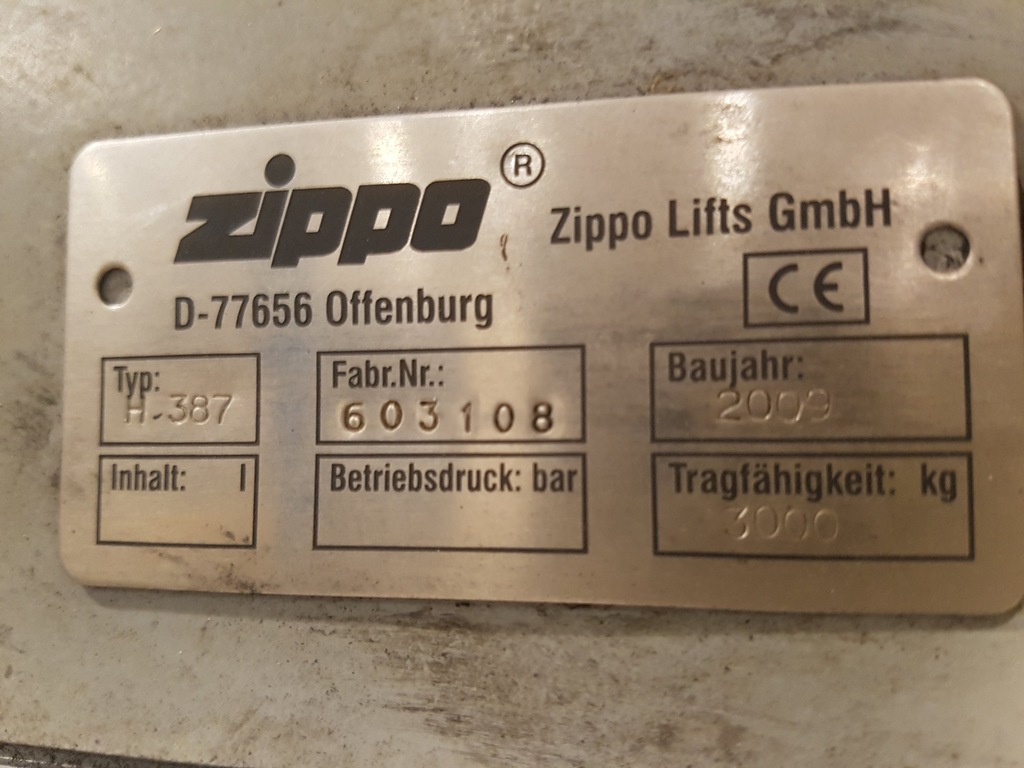 zippo ® Zippo Lifts GmbH
D-77656 Offenburg CE
Typ: Fabr.Nr.: Baujahr:
H-387 603108 2009
Inhalt: l Betriebsdruck: bar Tragfähigkeit: kg
3000